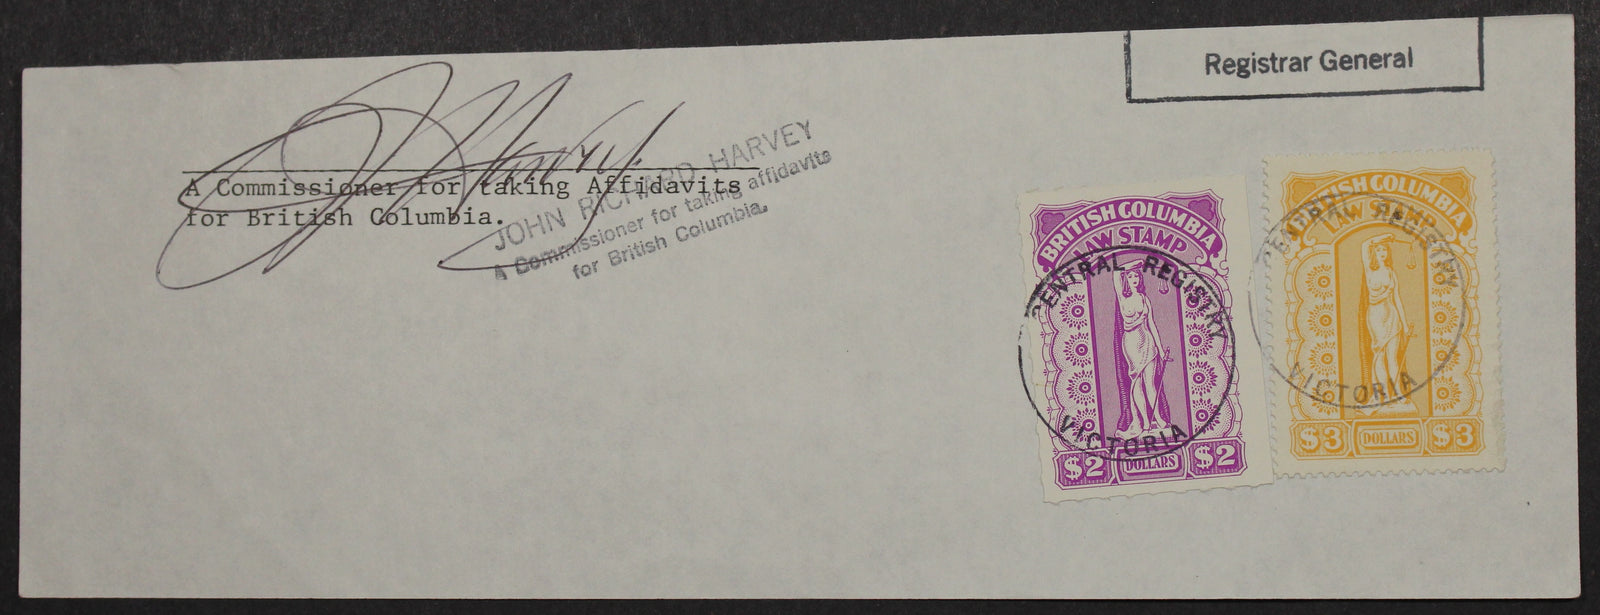 Registrar General
A Commissioner for taking Affidavits
for British Columbia.
JOHN RICHARD HARVEY
A Commissioner for taking affidavits
for British Columbia.
BRITISH COLUMBIA
LAW STAMP
CENTRAL REGISTRY
VICTORIA
$2 DOLLARS $2
BRITISH COLUMBIA
LAW STAMP
CENTRAL REGISTRY
VICTORIA
$3 DOLLARS $3